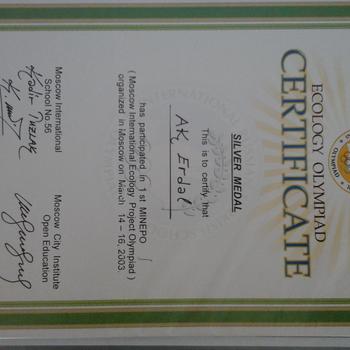 ECOLOGY OLYMPIAD
CERTIFICATE
SILVER MEDAL
This is to certify that
Ak Erdal
has participated in 1 st MINEPO
( Moscow International Ecology Project Olympiad )
organized in Moscow on March 14 – 16, 2003.
Moscow International
School No.56
Moscow City Institute
Open Education